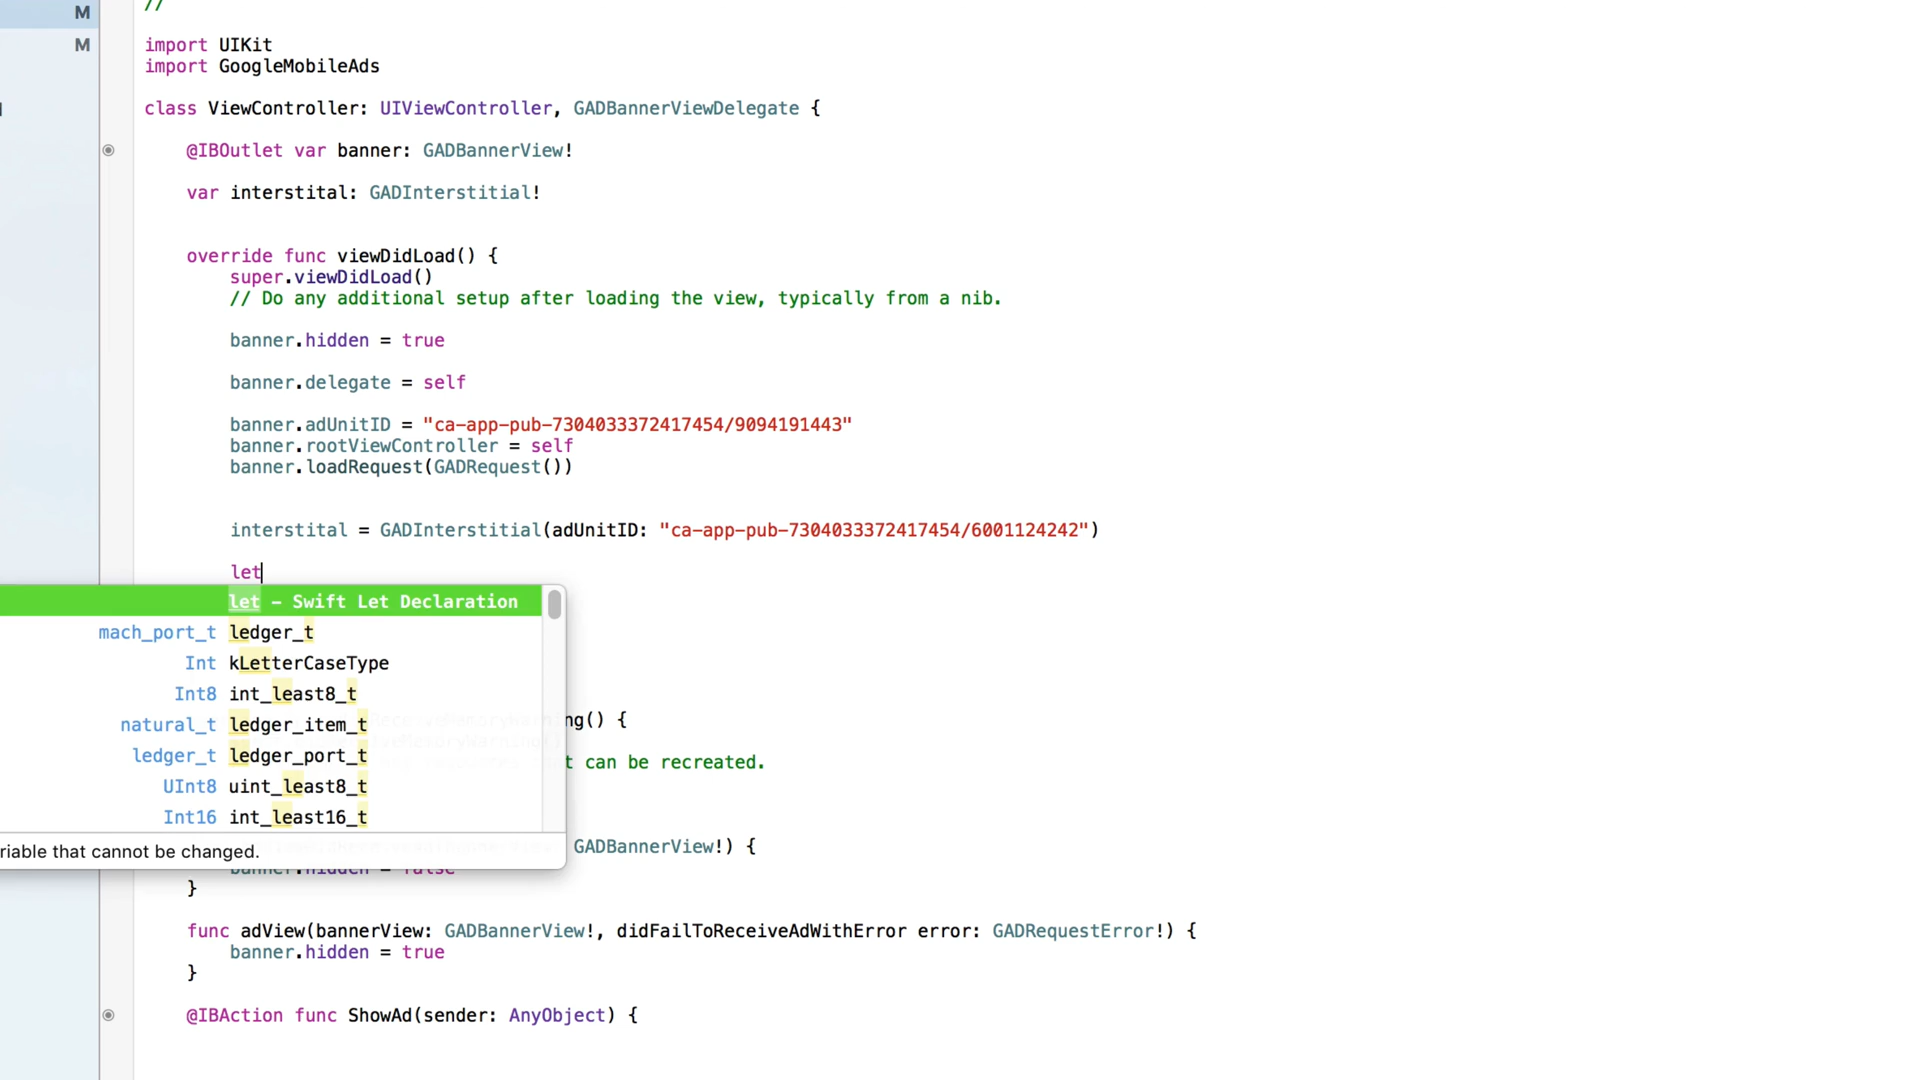 //
M
M
import UIKit
import GoogleMobileAds
class ViewController: UIViewController, GADBannerViewDelegate {
@IBOutlet var banner: GADBannerView!
var interstital: GADInterstitial!
override func viewDidLoad() {
super.viewDidLoad()
// Do any additional setup after loading the view, typically from a nib.
banner.hidden = true
banner.delegate = self
banner.adUnitID = "ca-app-pub-7304033372417454/9094191443"
banner.rootViewController = self
banner.loadRequest(GADRequest())
interstital = GADInterstitial(adUnitID: "ca-app-pub-7304033372417454/6001124242")
let
let – Swift Let Declaration
mach_port_t ledger_t
Int kLetterCaseType
Int8 int_least8_t
natural_t ledger_item_t
ng() {
ledger_t ledger_port_t
t can be recreated.
UInt8 uint_least8_t
Int16 int_least16_t
riable that cannot be changed.
GADBannerView!) {
banner.hidden = false
}
func adView(bannerView: GADBannerView!, didFailToReceiveAdWithError error: GADRequestError!) {
banner.hidden = true
}
@IBAction func ShowAd(sender: AnyObject) {